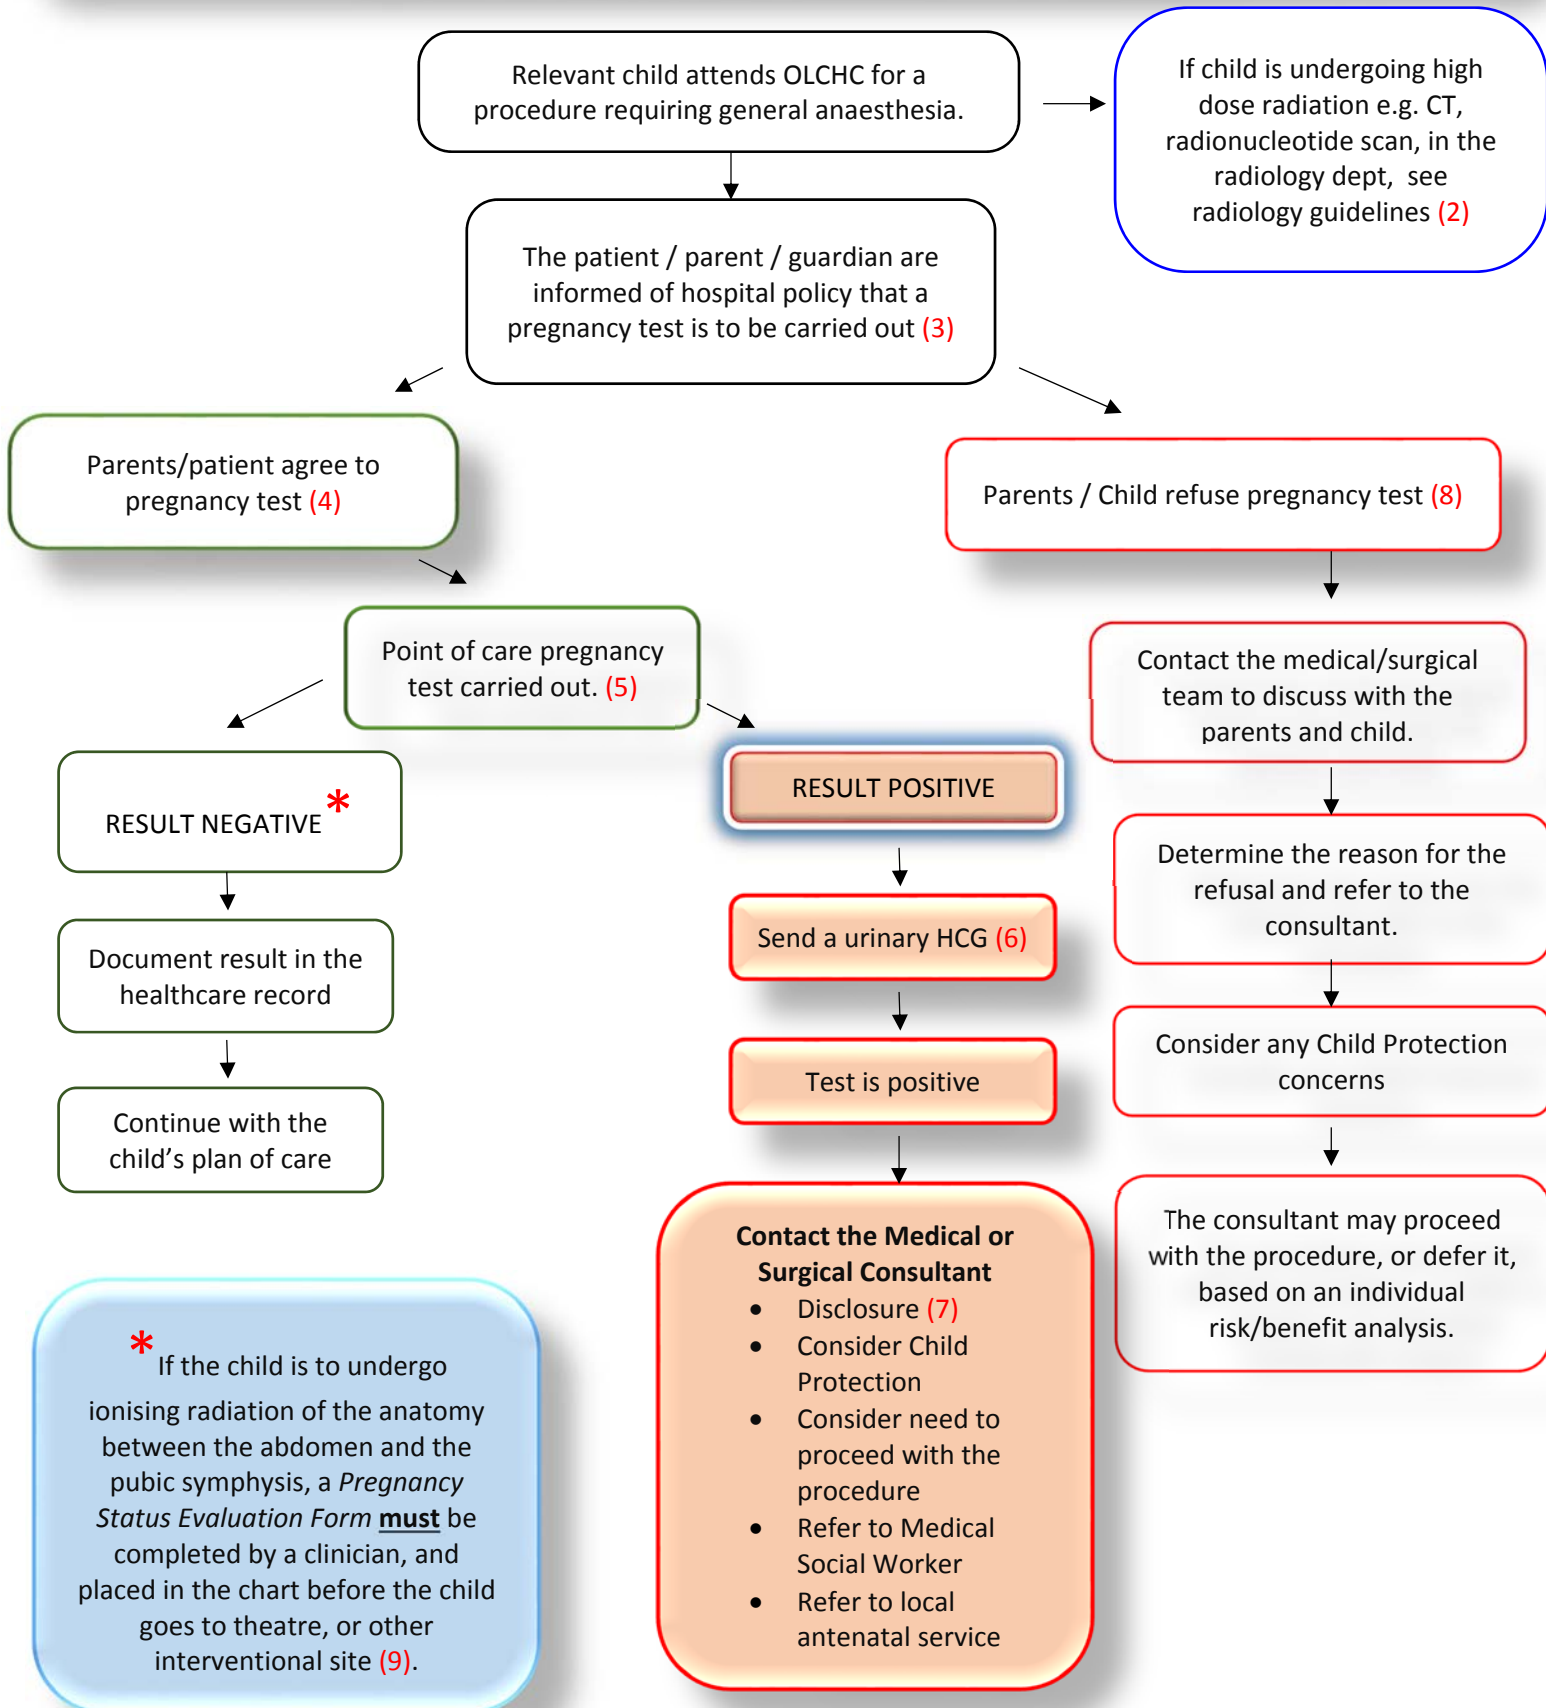 Relevant child attends OLCHC for a
procedure requiring general anaesthesia.
If child is undergoing high
dose radiation e.g. CT,
radionucleotide scan, in the
radiology dept, see
radiology guidelines (2)
The patient / parent / guardian are
informed of hospital policy that a
pregnancy test is to be carried out (3)
Parents/patient agree to
pregnancy test (4)
Parents / Child refuse pregnancy test (8)
Point of care pregnancy
test carried out. (5)
Contact the medical/surgical
team to discuss with the
parents and child.
RESULT NEGATIVE *
RESULT POSITIVE
Determine the reason for the
refusal and refer to the
consultant.
Document result in the
healthcare record
Send a urinary HCG (6)
Consider any Child Protection
concerns
Continue with the
child’s plan of care
Test is positive
The consultant may proceed
with the procedure, or defer it,
based on an individual
risk/benefit analysis.
Contact the Medical or
Surgical Consultant
• Disclosure (7)
• Consider Child
Protection
• Consider need to
proceed with the
procedure
• Refer to Medical
Social Worker
• Refer to local
antenatal service
* If the child is to undergo
ionising radiation of the anatomy
between the abdomen and the
pubic symphysis, a Pregnancy
Status Evaluation Form must be
completed by a clinician, and
placed in the chart before the child
goes to theatre, or other
interventional site (9).